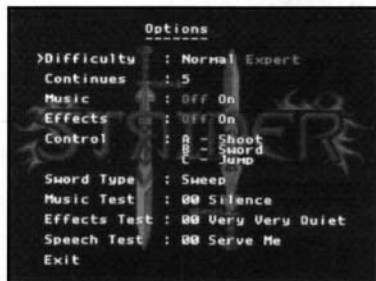 Options
>Difficulty : Normal Expert
Continues : 5
Music : Off On
Effects : Off On
Control : A - Shoot
B - Sword
C - Jump
Sword Type : Sweep
Music Test : 00 Silence
Effects Test : 00 Very Very Quiet
Speech Test : 00 Serve Me
Exit
STRIDER